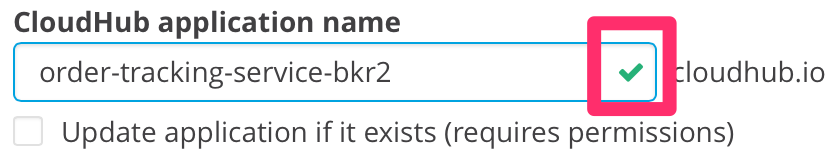 CloudHub application name
order-tracking-service-bkr2 cloudhub.io
Update application if it exists (requires permissions)